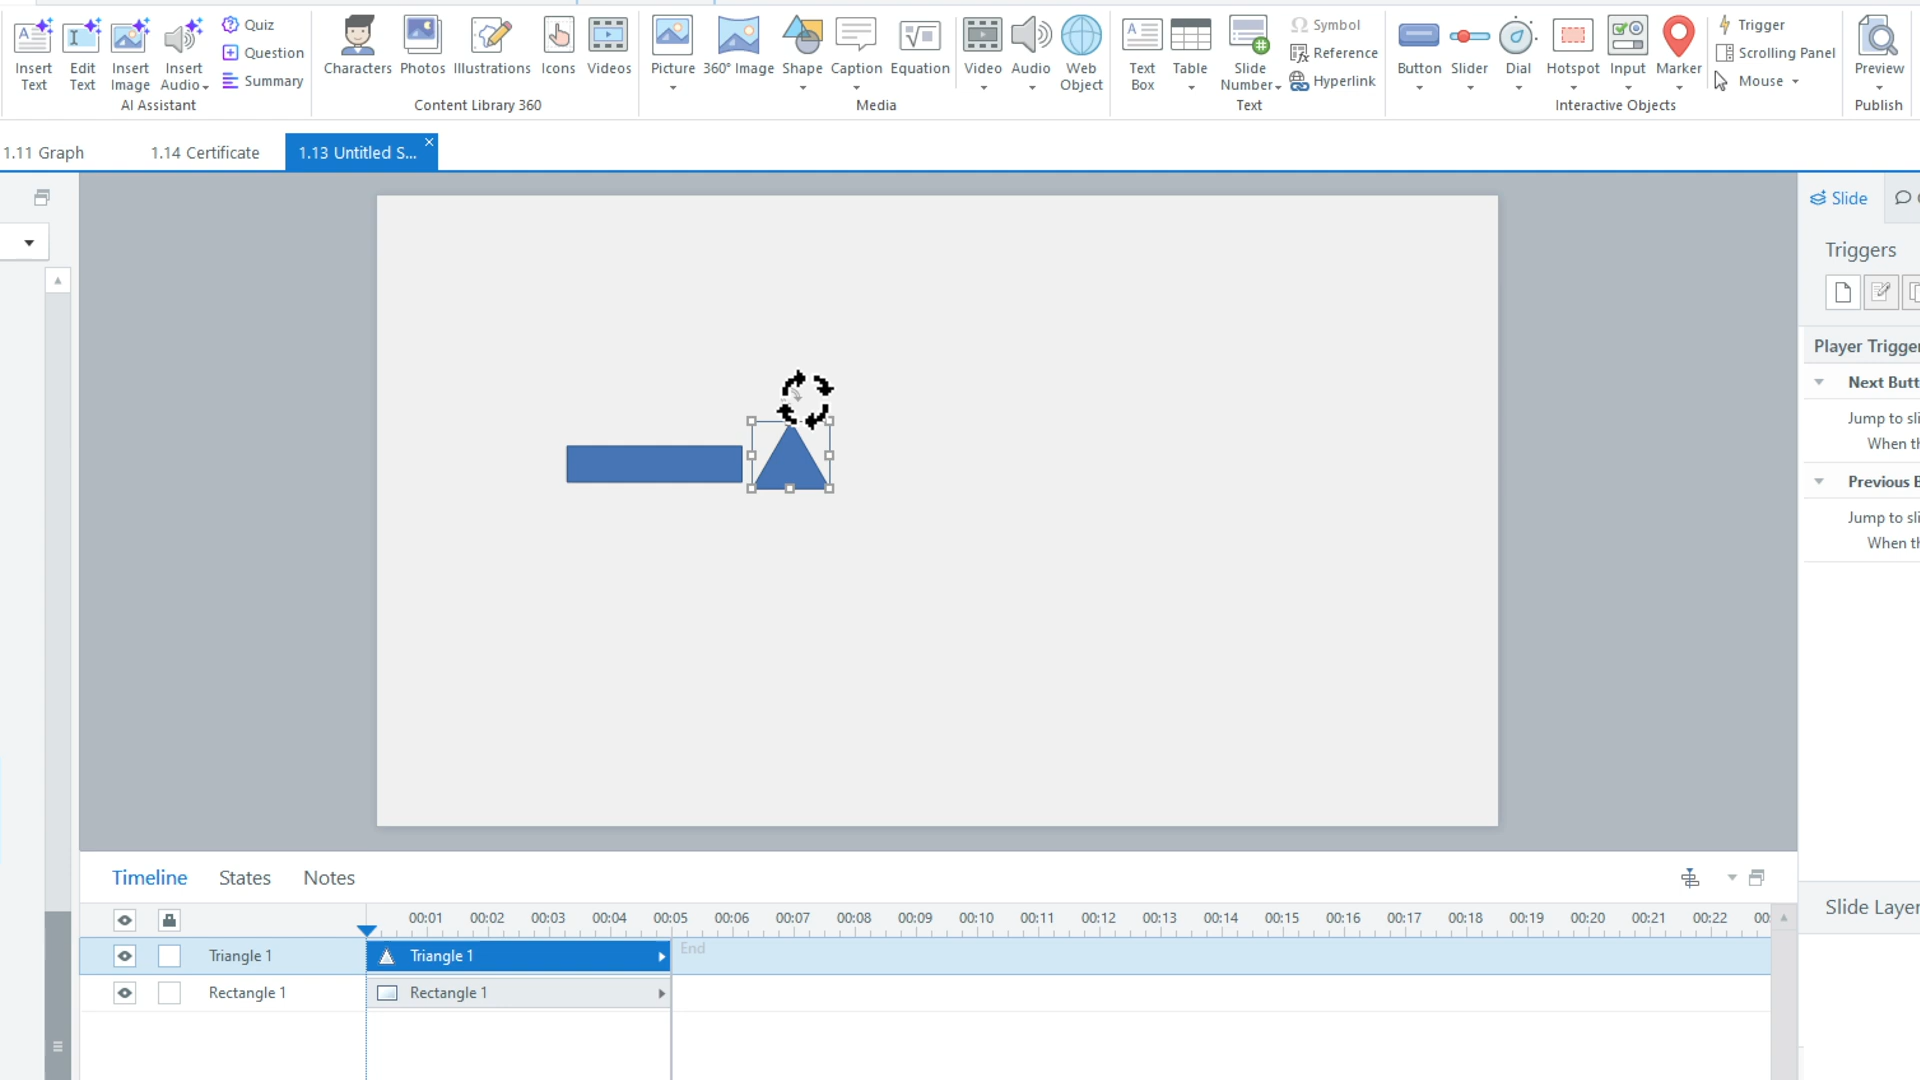 Insert Text
Edit Text
Insert Image
Insert Audio
Quiz
Question
Summary
AI Assistant
Characters
Photos
Illustrations
Icons
Videos
Content Library 360
Picture
360° Image
Shape
Caption
Equation
Video
Audio
Web Object
Media
Text Box
Table
Slide Number
Symbol
Reference
Hyperlink
Text
Button
Slider
Dial
Hotspot
Input
Marker
Trigger
Scrolling Panel
Mouse
Interactive Objects
Preview
Publish
1.11 Graph
1.14 Certificate
1.13 Untitled S...
Slide
Triggers
Player Trigger
Next Butt
Jump to sli
When th
Previous B
Jump to sli
When th
Timeline
States
Notes
00:01 00:02 00:03 00:04 00:05 00:06 00:07 00:08 00:09 00:10 00:11 00:12 00:13 00:14 00:15 00:16 00:17 00:18 00:19 00:20 00:21 00:22 00
Slide Layer
Triangle 1
Triangle 1
End
Rectangle 1
Rectangle 1